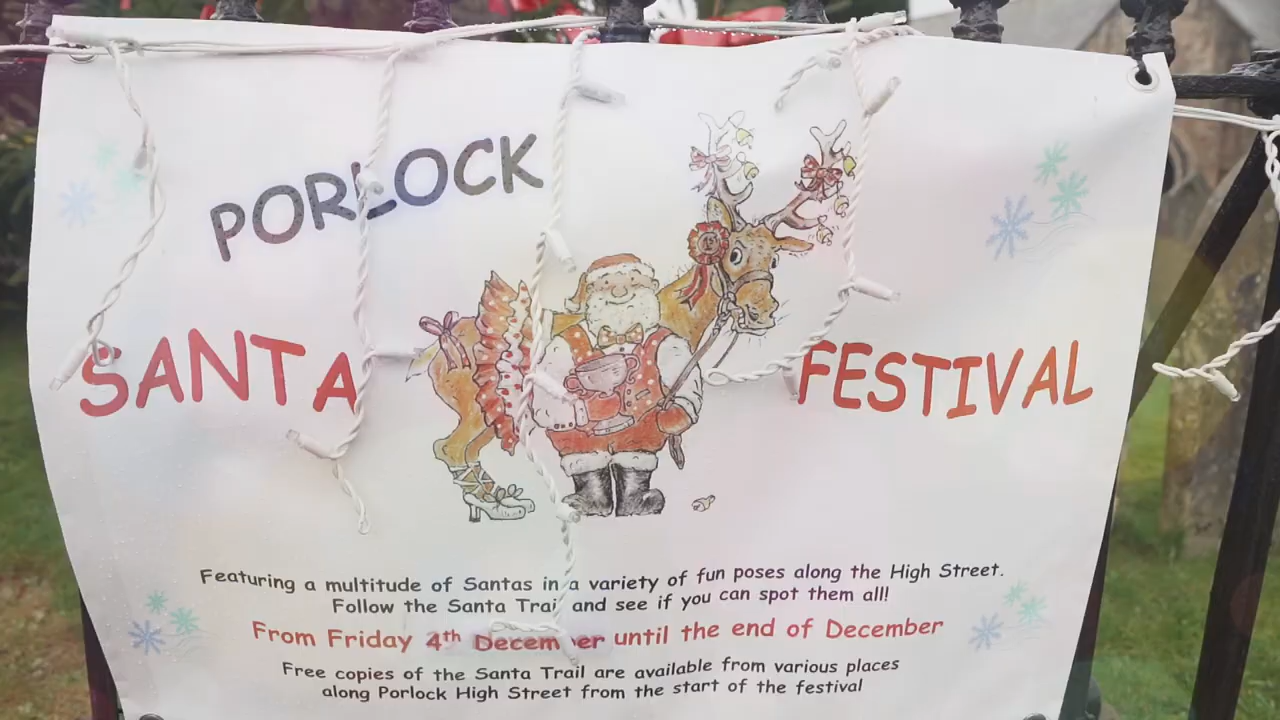 PORLOCK
SANTA FESTIVAL
Featuring a multitude of Santas in a variety of fun poses along the High Street.
Follow the Santa Trail and see if you can spot them all!
From Friday 4th December until the end of December
Free copies of the Santa Trail are available from various places
along Porlock High Street from the start of the festival